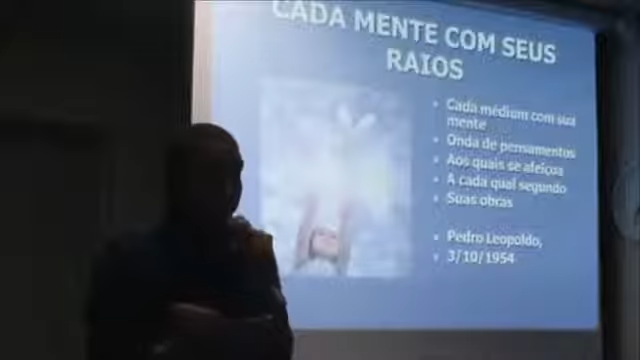 CADA MENTE COM SEUS
RAIOS
Cada médium com sua
mente
Onda de pensamentos
Aos quais se afeiçoa
A cada qual segundo
Suas obras
Pedro Leopoldo,
3/10/1954